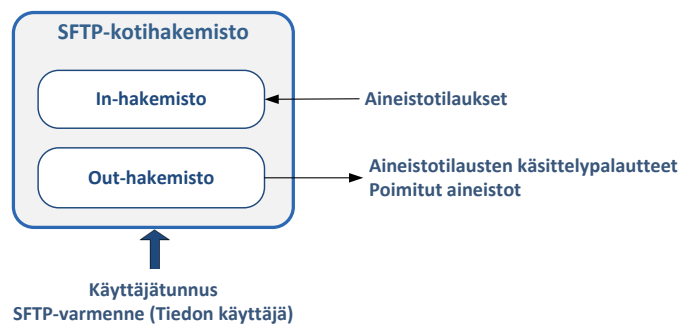 SFTP-kotihakemisto
In-hakemisto
Aineistotilaukset
Out-hakemisto
Aineistotilausten käsittelypalautteet
Poimitut aineistot
Käyttäjätunnus
SFTP-varmenne (Tiedon käyttäjä)